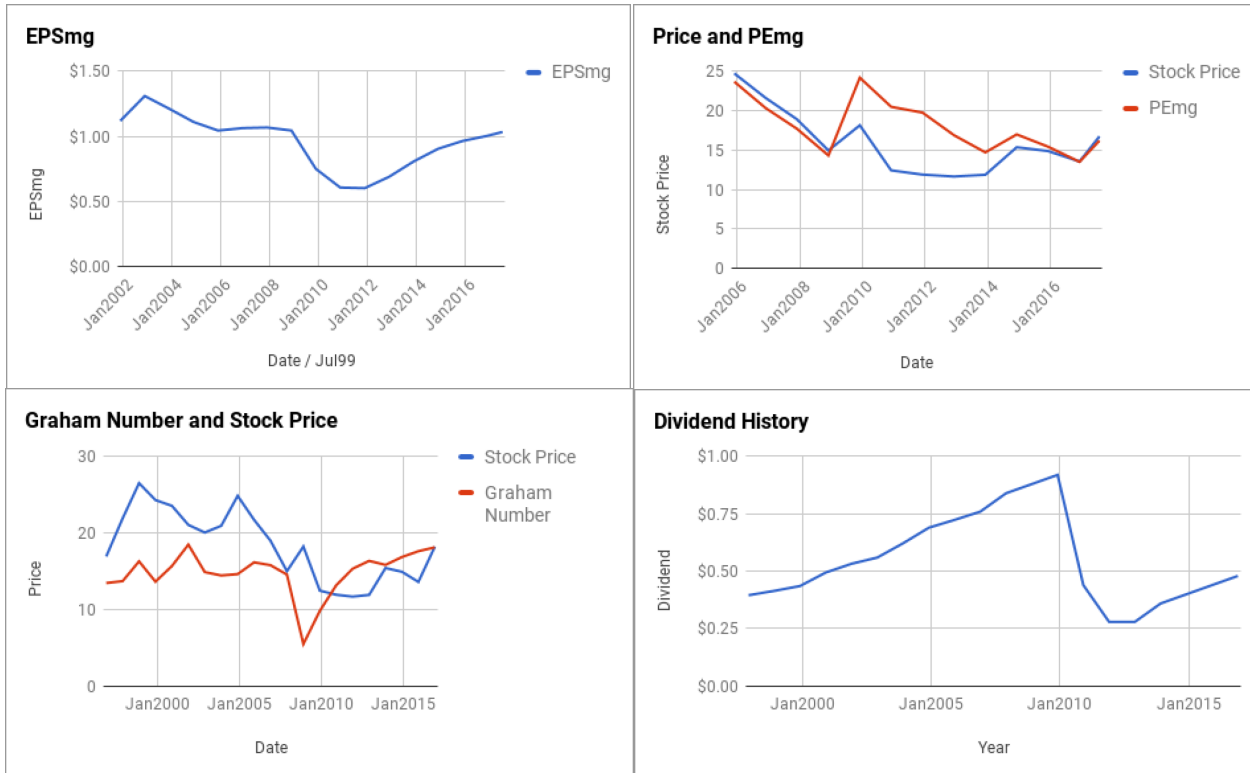 EPSmg
EPSmg
$1.50
$1.00
$0.50
$0.00
EPSmg
Jan2002
Jan2004
Jan2006
Jan2008
Jan2010
Jan2012
Jan2014
Jan2016
Date / Jul99
Price and PEmg
Stock Price
PEmg
25
20
15
10
5
0
Stock Price
Jan2006
Jan2008
Jan2010
Jan2012
Jan2014
Jan2016
Date
Graham Number and Stock Price
Stock Price
Graham
Number
30
20
10
0
Price
Jan2000 Jan2005 Jan2010 Jan2015
Date
Dividend History
$1.00
$0.75
$0.50
$0.25
$0.00
Dividend
Jan2000 Jan2005 Jan2010 Jan2015
Year